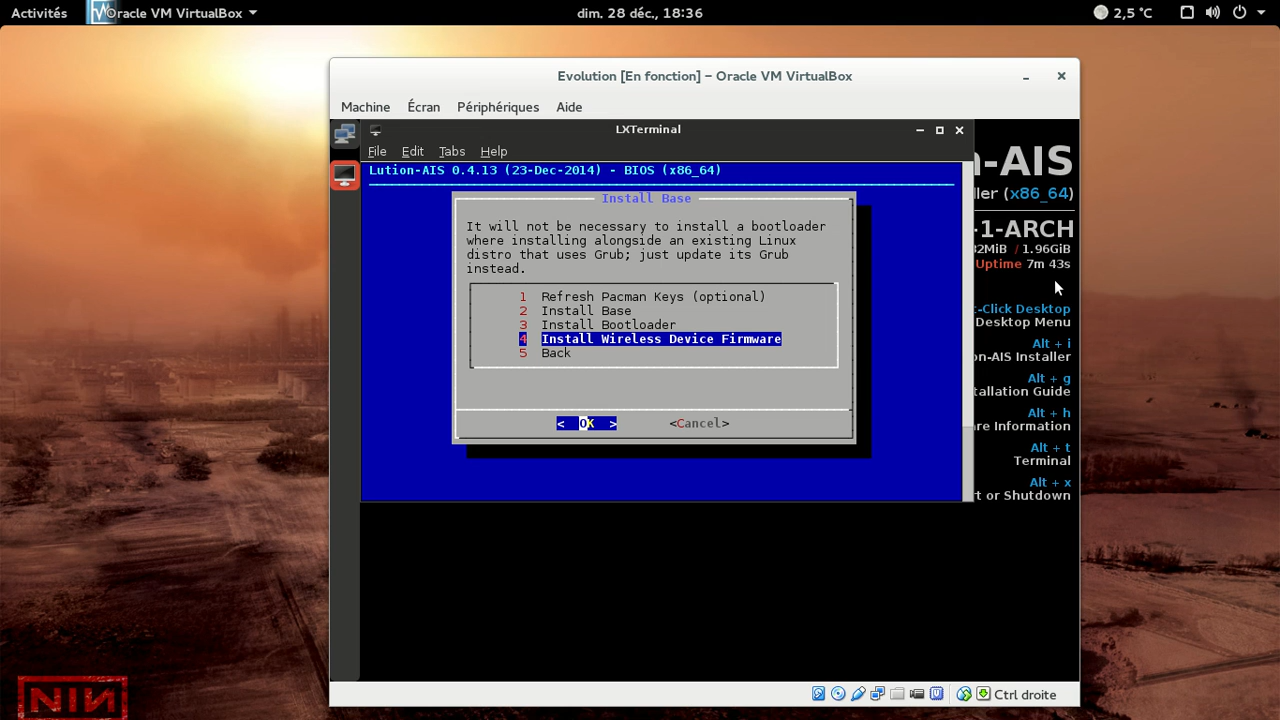 Activités
Oracle VM VirtualBox
dim. 28 déc., 18:36
2,5 °C
Evolution [En fonction] – Oracle VM VirtualBox
Machine Écran Périphériques Aide
LXTerminal
File Edit Tabs Help
Lution-AIS 0.4.13 (23-Dec-2014) - BIOS (x86_64)
Install Base
It will not be necessary to install a bootloader
where installing alongside an existing Linux
distro that uses Grub; just update its Grub
instead.
1 Refresh Pacman Keys (optional)
2 Install Base
3 Install Bootloader
4 Install Wireless Device Firmware
5 Back
< OK > <Cancel>
-AIS
ller (x86_64)
-1-ARCH
2MiB / 1.96GiB
Uptime 7m 43s
-Click Desktop
Desktop Menu
Alt + i
on-AIS Installer
Alt + g
tallation Guide
Alt + h
re Information
Alt + t
Terminal
Alt + x
t or Shutdown
NIN
Ctrl droite